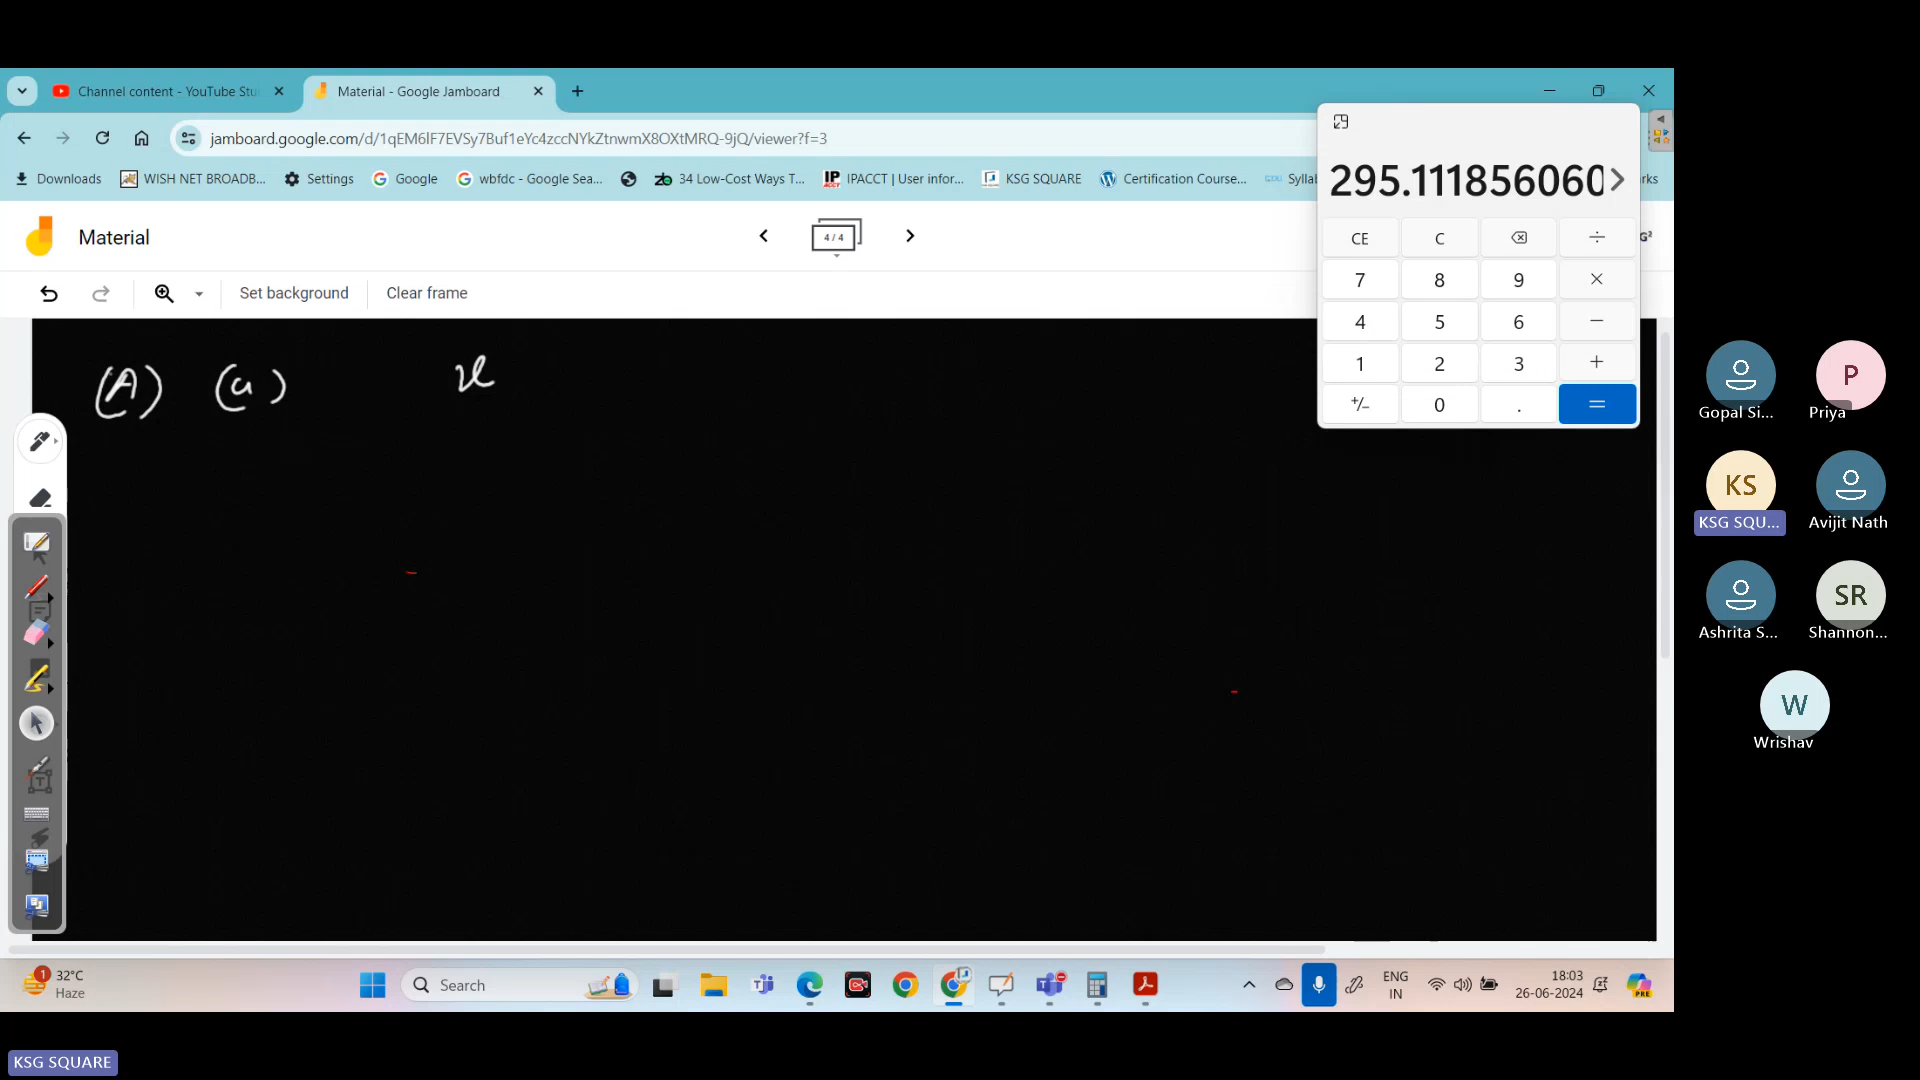 Channel content - YouTube Stu
Material - Google Jamboard
jamboard.google.com/d/1qEM6lF7EVSy7Buf1eYc4zccNYkZtnwmX8OXtMRQ-9jQ/viewer?f=3
Downloads WISH NET BROADB... Settings Google wbfdc - Google Sea... 34 Low-Cost Ways T... IPACCT | User infor... KSG SQUARE Certification Course... Syllab rks
Material
4 / 4
Set background Clear frame
295.111856060
CE C ÷
7 8 9 ×
4 5 6 −
1 2 3 +
+/− 0 . =
(A) (a) x
Gopal Si... P Priya
KS KSG SQU... Avijit Nath
Ashrita S... SR Shannon...
W Wrishav
1 32°C
Haze
Search
ENG
IN
18:03
26-06-2024
PRE
KSG SQUARE